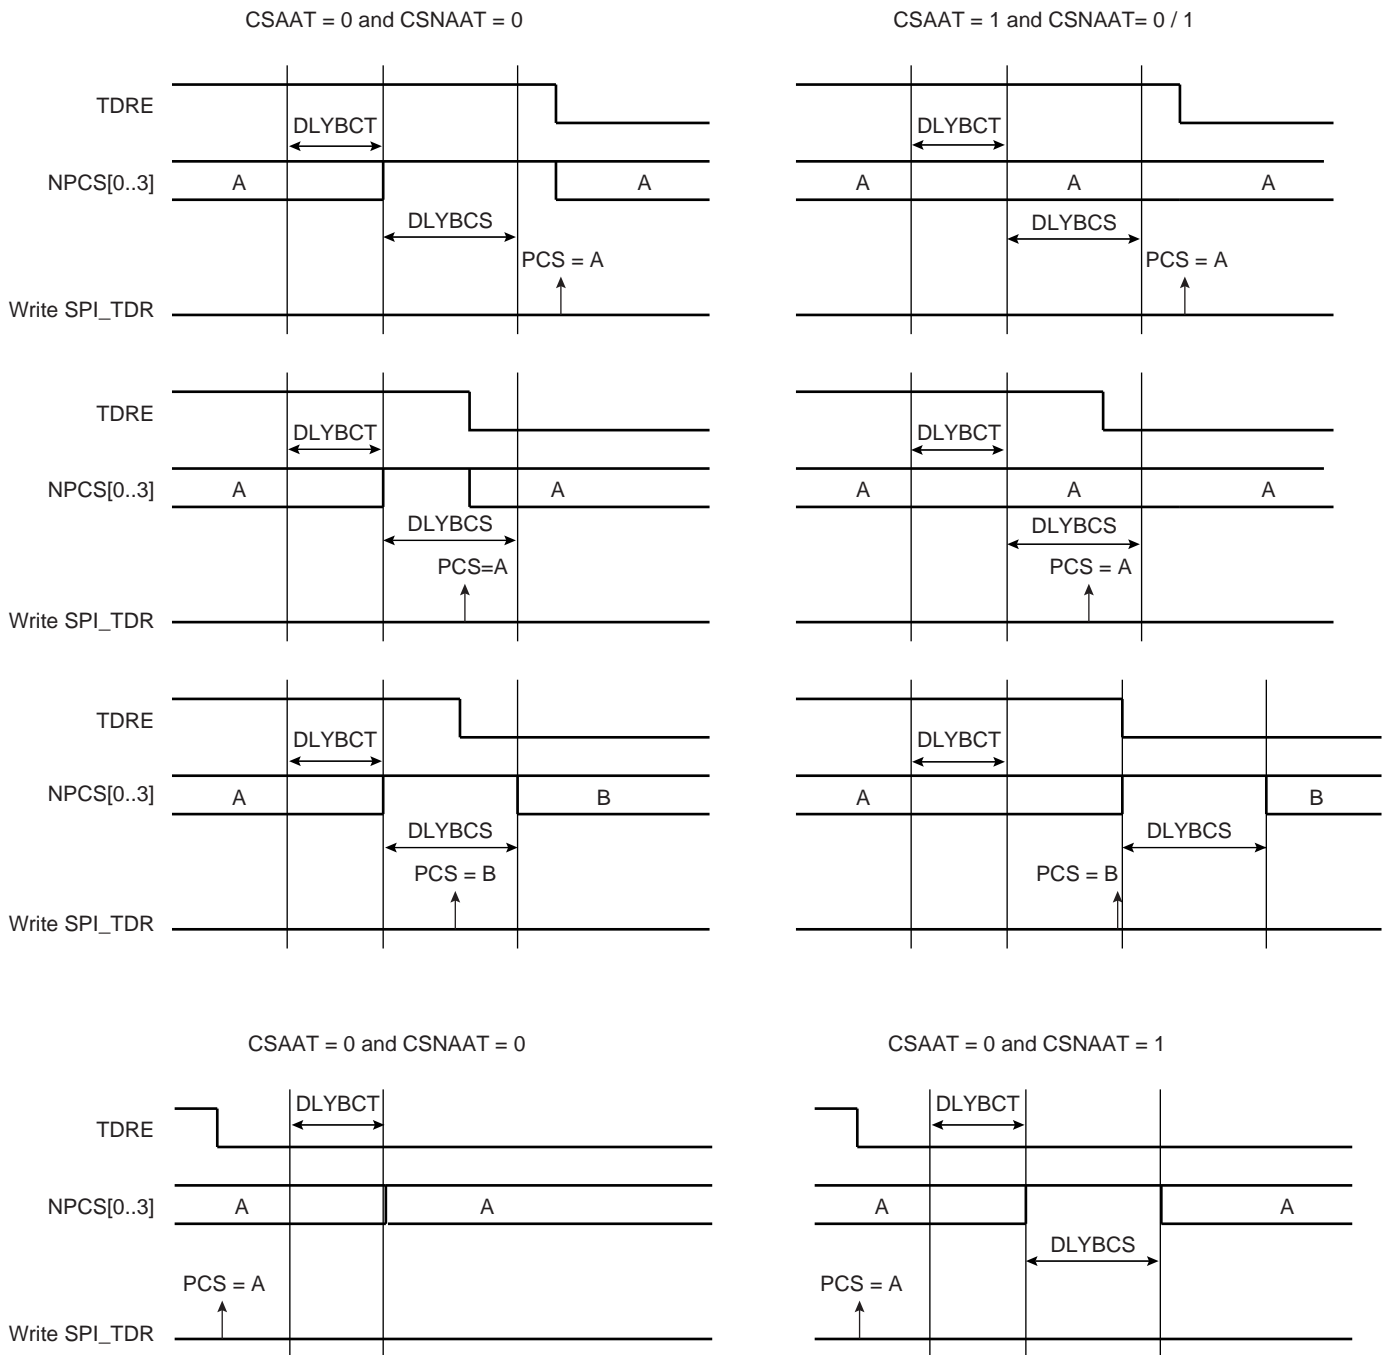 CSAAT = 0 and CSNAAT = 0
CSAAT = 1 and CSNAAT= 0 / 1
TDRE
DLYBCT
DLYBCT
NPCS[0..3]
A
A
A
A
A
DLYBCS
DLYBCS
PCS = A
PCS = A
Write SPI_TDR
TDRE
DLYBCT
DLYBCT
NPCS[0..3]
A
A
A
A
A
DLYBCS
DLYBCS
PCS=A
PCS = A
Write SPI_TDR
TDRE
DLYBCT
DLYBCT
NPCS[0..3]
A
B
A
B
DLYBCS
DLYBCS
PCS = B
PCS = B
Write SPI_TDR
CSAAT = 0 and CSNAAT = 0
CSAAT = 0 and CSNAAT = 1
DLYBCT
DLYBCT
TDRE
NPCS[0..3]
A
A
A
A
DLYBCS
PCS = A
PCS = A
Write SPI_TDR